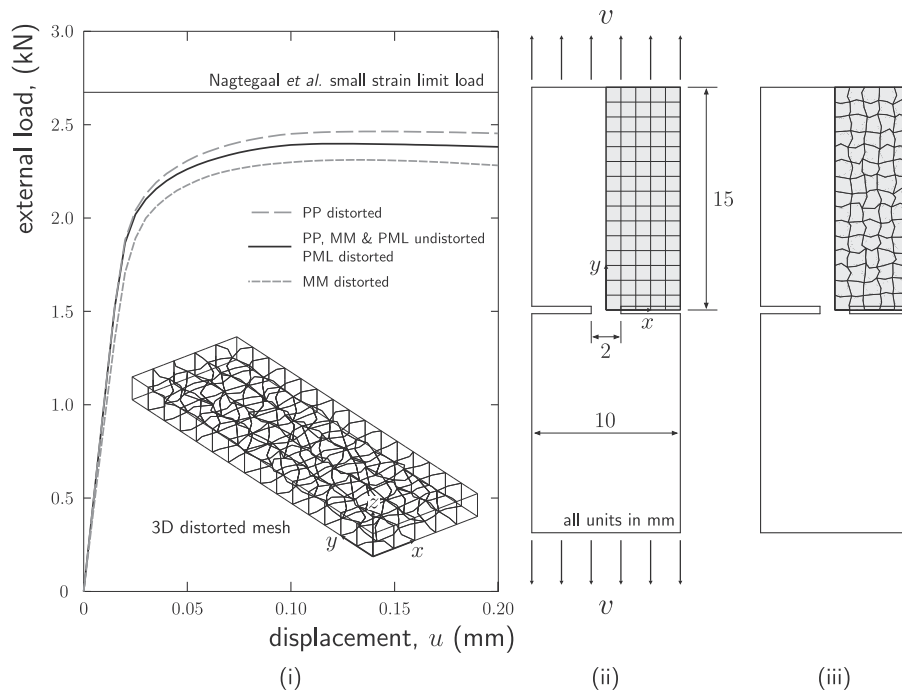 3.0
2.5
2.0
1.5
1.0
0.5
0
external load, (kN)
Nagtegaal et al. small strain limit load
PP distorted
PP, MM & PML undistorted
PML distorted
MM distorted
3D distorted mesh
z
y
x
0
0.05
0.10
0.15
0.20
displacement, u (mm)
(i)
v
15
y
x
2
10
all units in mm
v
(ii)
(iii)